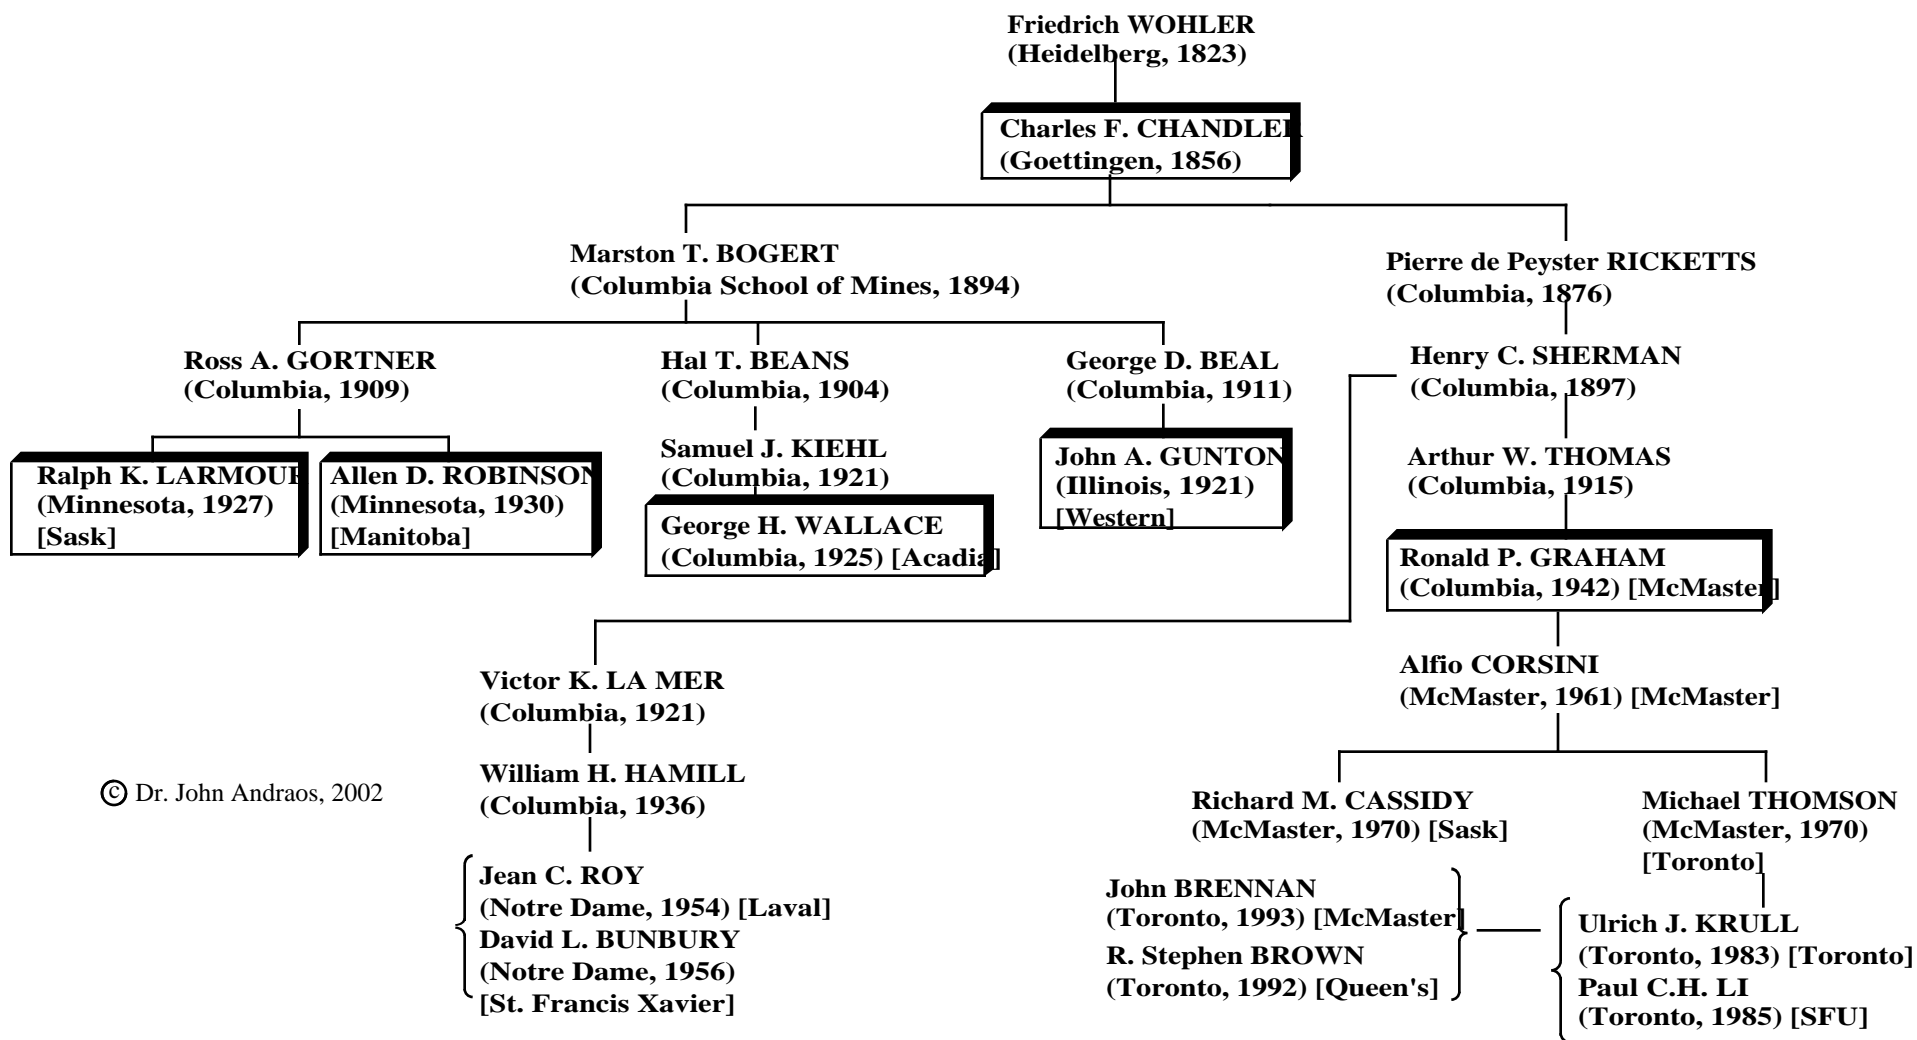 Friedrich WOHLER
(Heidelberg, 1823)
Charles F. CHANDLER
(Goettingen, 1856)
Marston T. BOGERT
(Columbia School of Mines, 1894)
Pierre de Peyster RICKETTS
(Columbia, 1876)
Ross A. GORTNER
(Columbia, 1909)
Hal T. BEANS
(Columbia, 1904)
George D. BEAL
(Columbia, 1911)
Henry C. SHERMAN
(Columbia, 1897)
Ralph K. LARMOUR
(Minnesota, 1927)
[Sask]
Allen D. ROBINSON
(Minnesota, 1930)
[Manitoba]
Samuel J. KIEHL
(Columbia, 1921)
George H. WALLACE
(Columbia, 1925) [Acadia]
John A. GUNTON
(Illinois, 1921)
[Western]
Arthur W. THOMAS
(Columbia, 1915)
Ronald P. GRAHAM
(Columbia, 1942) [McMaster]
Alfio CORSINI
(McMaster, 1961) [McMaster]
Victor K. LA MER
(Columbia, 1921)
William H. HAMILL
(Columbia, 1936)
© Dr. John Andraos, 2002
Richard M. CASSIDY
(McMaster, 1970) [Sask]
Michael THOMSON
(McMaster, 1970)
[Toronto]
Jean C. ROY
(Notre Dame, 1954) [Laval]
David L. BUNBURY
(Notre Dame, 1956)
[St. Francis Xavier]
John BRENNAN
(Toronto, 1993) [McMaster]
R. Stephen BROWN
(Toronto, 1992) [Queen's]
Ulrich J. KRULL
(Toronto, 1983) [Toronto]
Paul C.H. LI
(Toronto, 1985) [SFU]